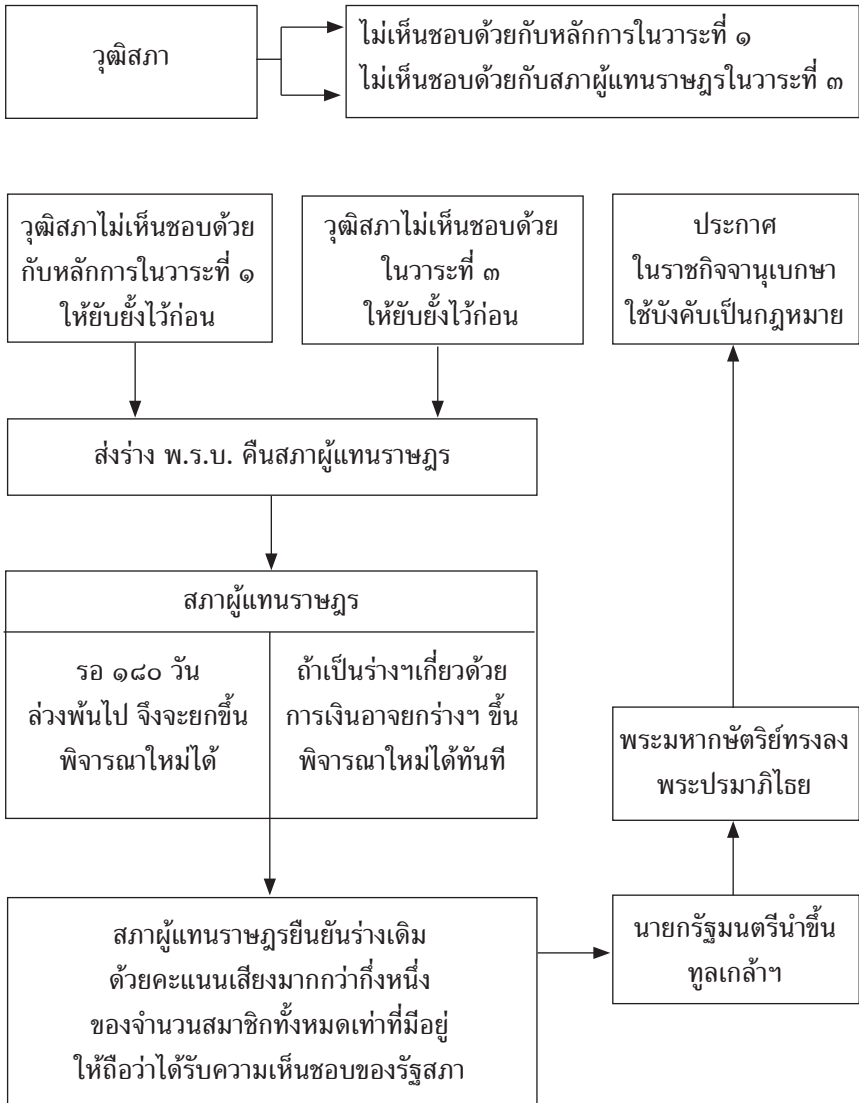 วุฒิสภา
ไม่เห็นชอบด้วยกับหลักการในวาระที่ ๑
ไม่เห็นชอบด้วยกับสภาผู้แทนราษฎรในวาระที่ ๓
วุฒิสภาไม่เห็นชอบด้วย
กับหลักการในวาระที่ ๑
ให้ยับยั้งไว้ก่อน
วุฒิสภาไม่เห็นชอบด้วย
ในวาระที่ ๓
ให้ยับยั้งไว้ก่อน
ประกาศ
ในราชกิจจานุเบกษา
ใช้บังคับเป็นกฎหมาย
ส่งร่าง พ.ร.บ. คืนสภาผู้แทนราษฎร
สภาผู้แทนราษฎร
รอ ๑๘๐ วัน
ล่วงพ้นไป จึงจะยกขึ้น
พิจารณาใหม่ได้
ถ้าเป็นร่างฯเกี่ยวด้วย
การเงินอาจยกร่างฯ ขึ้น
พิจารณาใหม่ได้ทันที
พระมหากษัตริย์ทรงลง
พระปรมาภิไธย
สภาผู้แทนราษฎรยืนยันร่างเดิม
ด้วยคะแนนเสียงมากกว่ากึ่งหนึ่ง
ของจำนวนสมาชิกทั้งหมดเท่าที่มีอยู่
ให้ถือว่าได้รับความเห็นชอบของรัฐสภา
นายกรัฐมนตรีนำขึ้น
ทูลเกล้าฯ